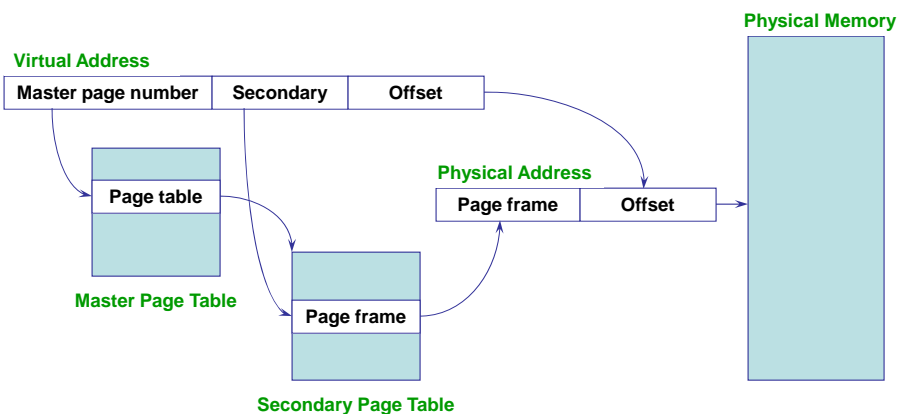 Physical Memory
Virtual Address
Master page number
Secondary
Offset
Physical Address
Page table
Page frame
Offset
Master Page Table
Page frame
Secondary Page Table